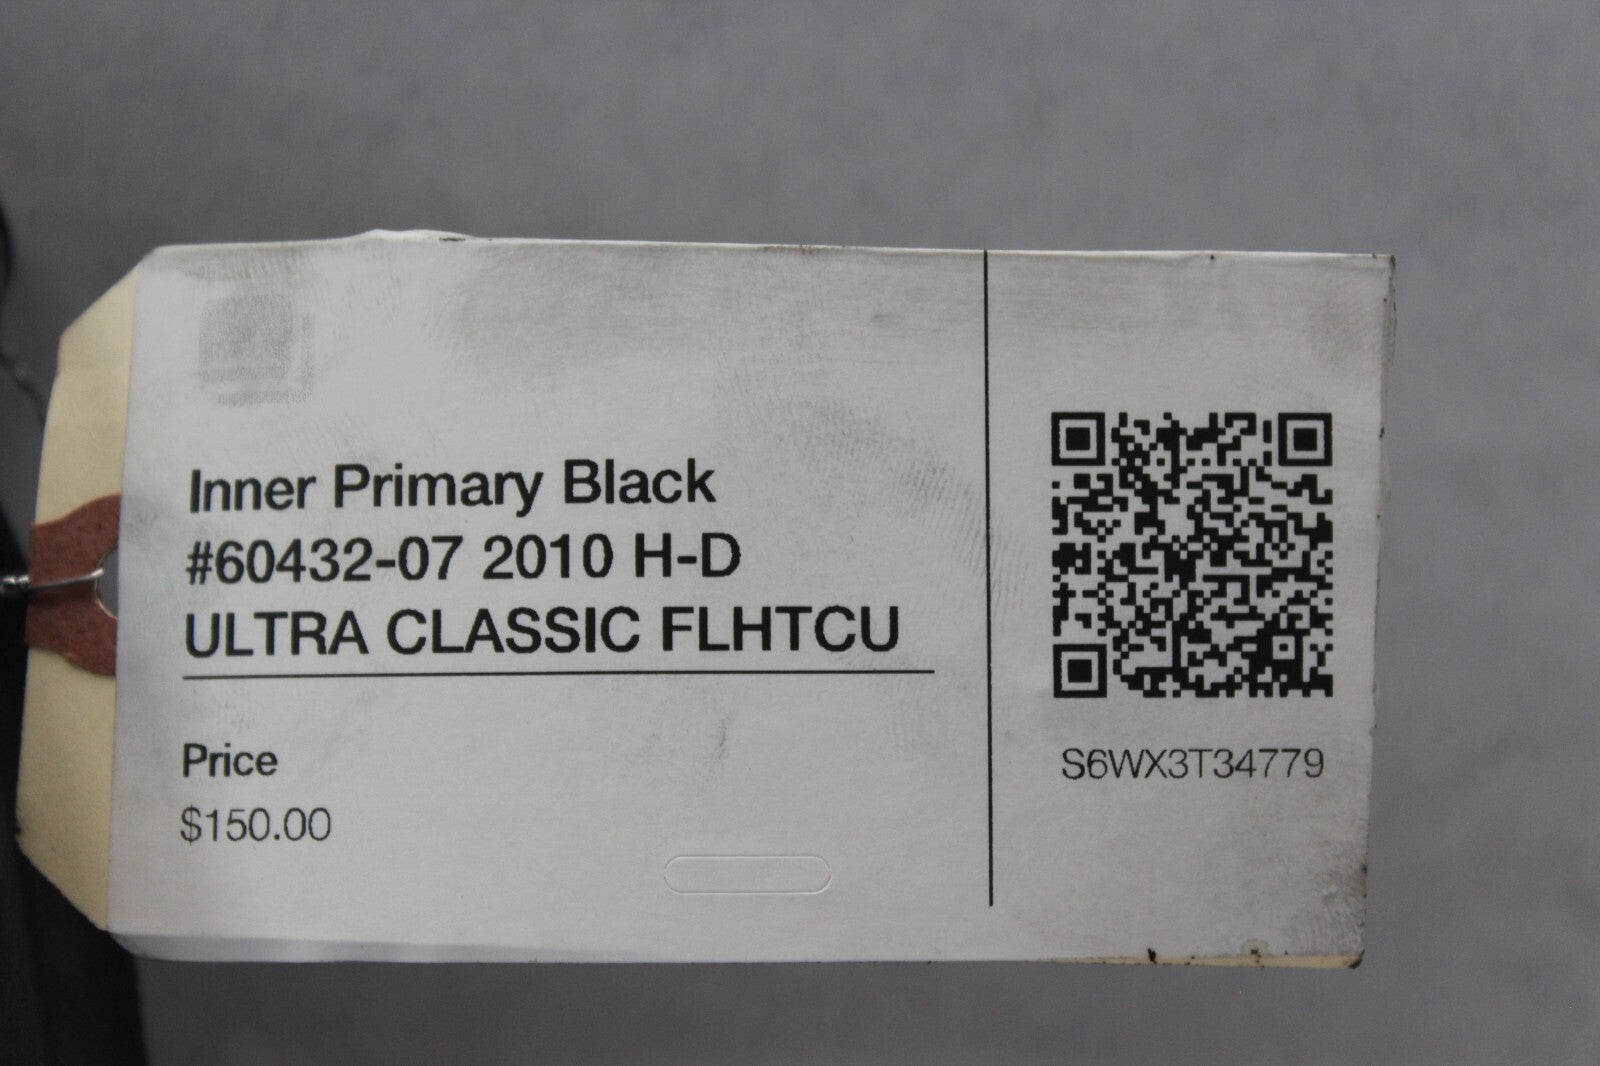 Inner Primary Black
#60432-07 2010 H-D
ULTRA CLASSIC FLHTCU
Price
$150.00
S6WX3T34779